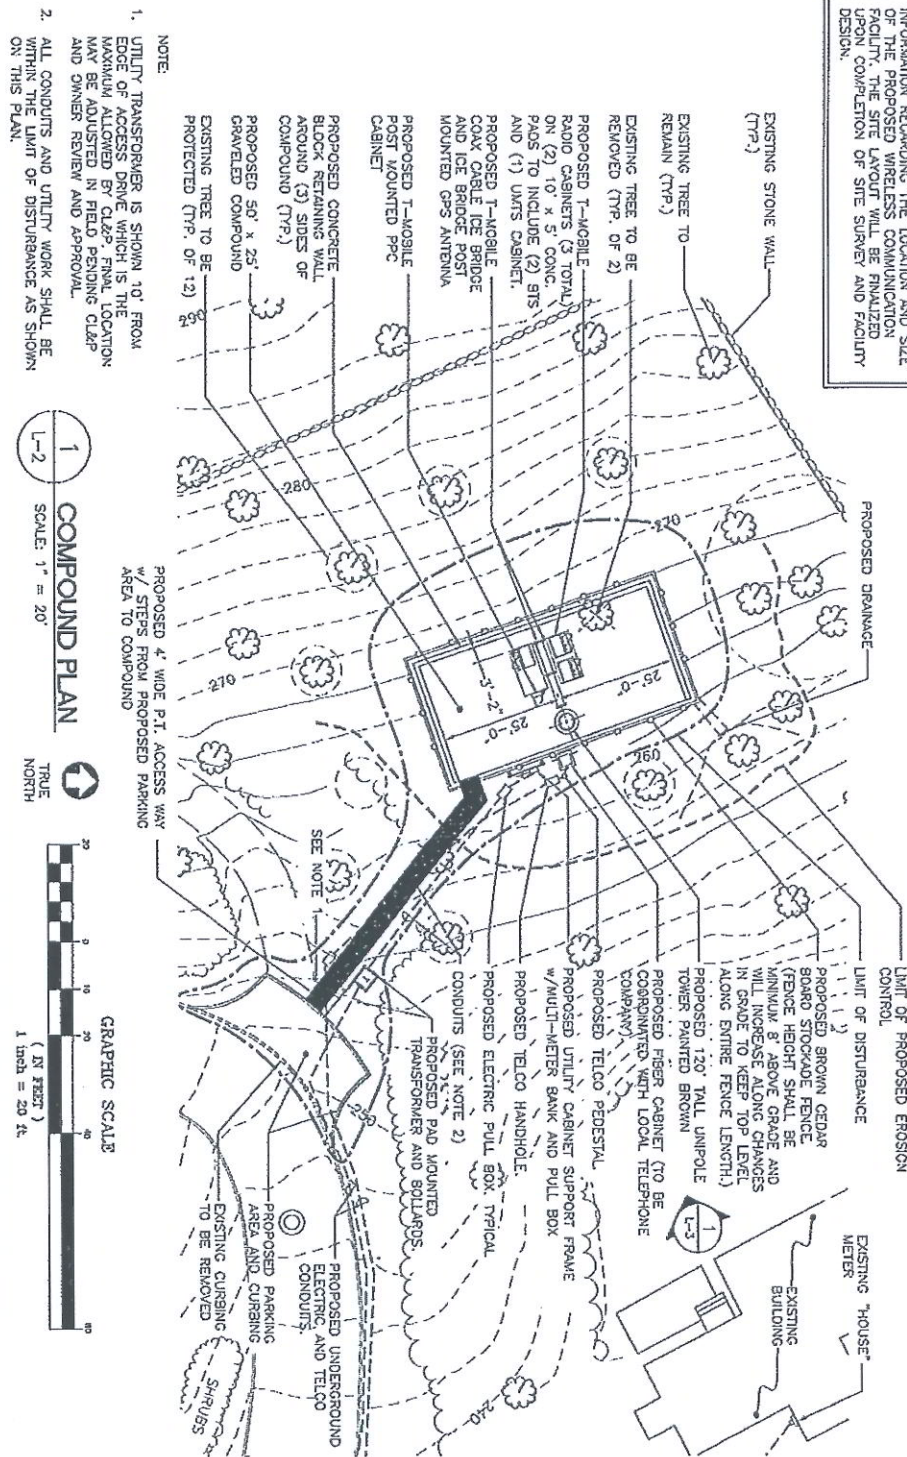 INFORMATION REGARDING THE LOCATION AND SIZE
OF THE PROPOSED WIRELESS COMMUNICATION
FACILITY. THE SITE LAYOUT WILL BE FINALIZED
UPON COMPLETION OF SITE SURVEY AND FACILITY
DESIGN.
EXISTING STONE WALL
(TYP.)
EXISTING TREE TO
REMAIN (TYP.)
EXISTING TREE TO BE
REMOVED (TYP. OF 2)
PROPOSED T-MOBILE
RADIO CABINETS (3 TOTAL)
ON (2) 10' x 5' CONC.
PADS TO INCLUDE (2) BTS
AND (1) UMTS CABINET.
PROPOSED T-MOBILE
COAX CABLE ICE BRIDGE
AND ICE BRIDGE POST
MOUNTED GPS ANTENNA
PROPOSED T-MOBILE
POST MOUNTED PPC
CABINET
PROPOSED CONCRETE
BLOCK RETAINING WALL
AROUND (3) SIDES OF
COMPOUND (TYP.)
PROPOSED 50' x 25'
GRAVELED COMPOUND
EXISTING TREE TO BE
PROTECTED (TYP. OF 12)
NOTE:
1. UTILITY TRANSFORMER IS SHOWN 10' FROM
EDGE OF ACCESS DRIVE WHICH IS THE
MAXIMUM ALLOWED BY CL&P. FINAL LOCATION
MAY BE ADJUSTED IN FIELD PENDING CL&P
AND OWNER REVIEW AND APPROVAL.
2. ALL CONDUITS AND UTILITY WORK SHALL BE
WITHIN THE LIMIT OF DISTURBANCE AS SHOWN
ON THIS PLAN.
290
280
270
270
260
250
240
25'-0"
25'-0"
3'-2"
PROPOSED DRAINAGE
LIMIT OF PROPOSED EROSION
CONTROL
LIMIT OF DISTURBANCE
PROPOSED BROWN CEDAR
BOARD STOCKADE FENCE.
(FENCE HEIGHT SHALL BE
MINIMUM 8' ABOVE GRADE AND
WILL INCREASE ALONG CHANGES
IN GRADE TO KEEP TOP LEVEL
ALONG ENTIRE FENCE LENGTH.)
PROPOSED 120' TALL UNIPOLE
TOWER PAINTED BROWN
PROPOSED FIBER CABINET (TO BE
COORDINATED WITH LOCAL TELEPHONE
COMPANY)
PROPOSED TELCO PEDESTAL
PROPOSED UTILITY CABINET SUPPORT FRAME
W/MULTI-METER BANK AND PULL BOX
PROPOSED TELCO HANDHOLE.
PROPOSED ELECTRIC PULL BOX. TYPICAL
CONDUITS (SEE NOTE 2)
PROPOSED PAD MOUNTED
TRANSFORMER AND BOLLARDS.
PROPOSED UNDERGROUND
ELECTRIC AND TELCO
CONDUITS.
PROPOSED PARKING
AREA AND CURBING
EXISTING CURBING
TO BE REMOVED
SHRUBS
EXISTING "HOUSE"
METER
EXISTING
BUILDING
1
L-3
SEE NOTE 1
T
PROPOSED 4' WIDE P.T. ACCESS WAY
w/ STEPS FROM PROPOSED PARKING
AREA TO COMPOUND
1
L-2
COMPOUND PLAN
SCALE: 1" = 20'
TRUE
NORTH
GRAPHIC SCALE
20 0 10 20 40 80
( IN FEET )
1 inch = 20 ft.